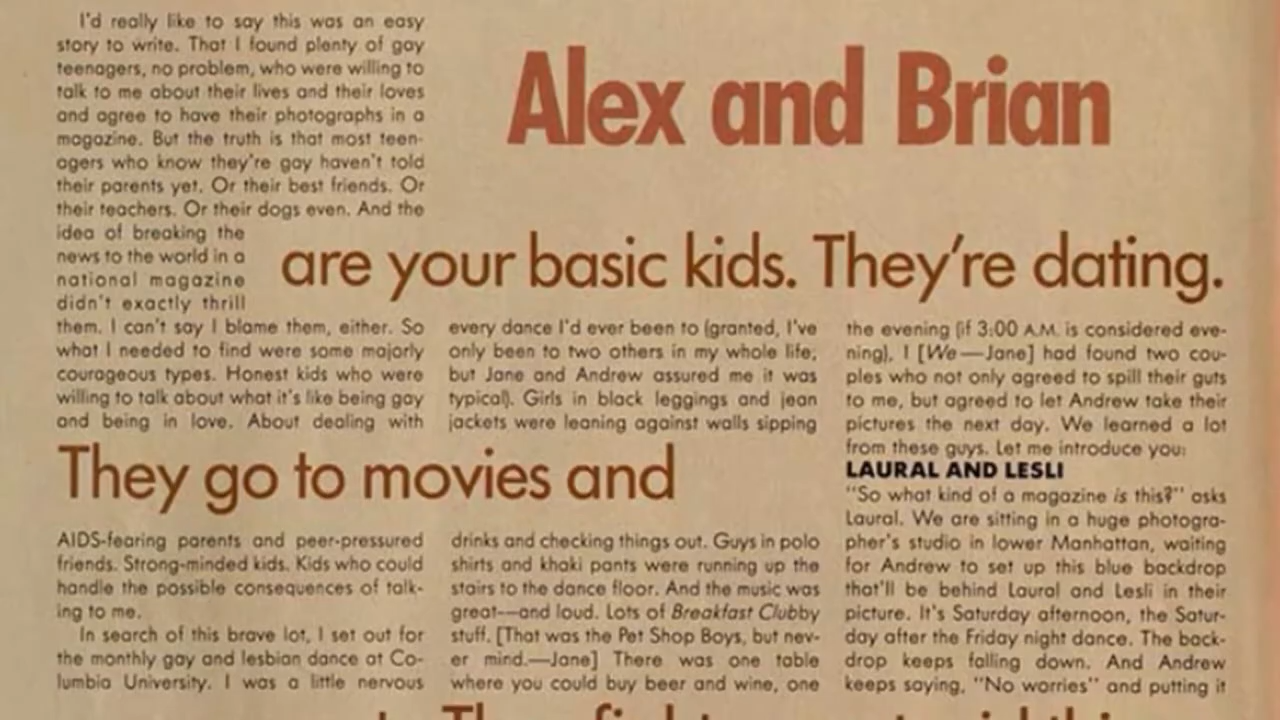 I'd really like to say this was an easy
story to write. That I found plenty of gay
teenagers, no problem, who were willing to
talk to me about their lives and their loves
and agree to have their photographs in a
magazine. But the truth is that most teen-
agers who know they're gay haven't told
their parents yet. Or their best friends. Or
their teachers. Or their dogs even. And the
idea of breaking the
news to the world in a
national magazine
didn't exactly thrill
them. I can't say I blame them, either. So
what I needed to find were some majorly
courageous types. Honest kids who were
willing to talk about what it's like being gay
and being in love. About dealing with
AIDS-fearing parents and peer-pressured
friends. Strong-minded kids. Kids who could
handle the possible consequences of talk-
ing to me.
In search of this brave lot, I set out for
the monthly gay and lesbian dance at Co-
lumbia University. I was a little nervous
Alex and Brian
are your basic kids. They're dating.
They go to movies and
every dance I'd ever been to (granted, I've
only been to two others in my whole life,
but Jane and Andrew assured me it was
typical). Girls in black leggings and jean
jackets were leaning against walls sipping
drinks and checking things out. Guys in polo
shirts and khaki pants were running up the
stairs to the dance floor. And the music was
great—and loud. Lots of Breakfast Clubby
stuff. [That was the Pet Shop Boys, but nev-
er mind.—Jane] There was one table
where you could buy beer and wine, one
the evening (if 3:00 A.M. is considered eve-
ning), I [We—Jane] had found two cou-
ples who not only agreed to spill their guts
to me, but agreed to let Andrew take their
pictures the next day. We learned a lot
from these guys. Let me introduce you:
LAURAL AND LESLI
"So what kind of a magazine is this?" asks
Laural. We are sitting in a huge photogra-
pher's studio in lower Manhattan, waiting
for Andrew to set up this blue backdrop
that'll be behind Laural and Lesli in their
picture. It's Saturday afternoon, the Satur-
day after the Friday night dance. The back-
drop keeps falling down. And Andrew
keeps saying, "No worries" and putting it